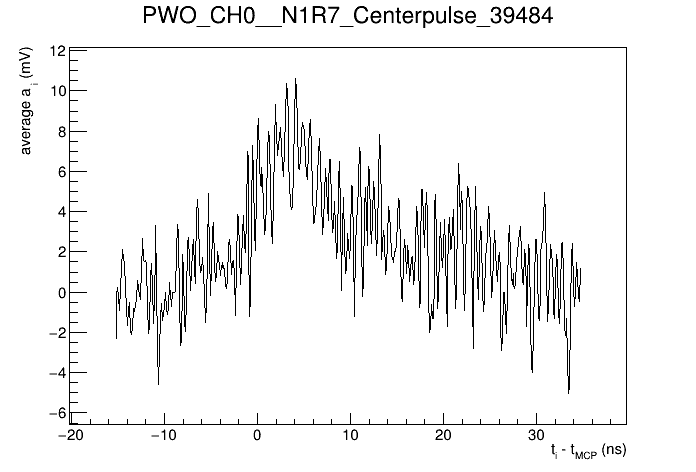 PWO_CH0__N1R7_Centerpulse_39484
average a_i (mV)
12
10
8
6
4
2
0
−2
−4
−6
−20 −10 0 10 20 30
t_i - t_MCP (ns)